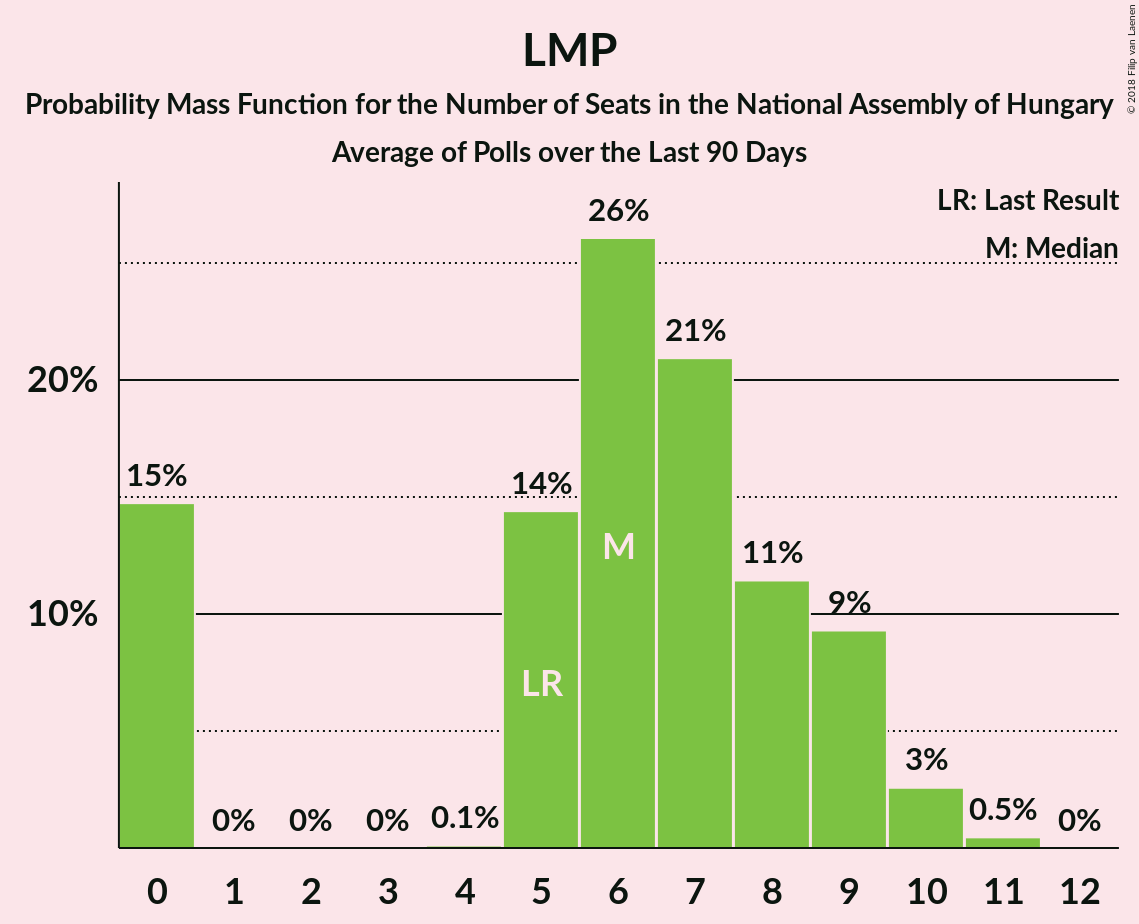 LMP
Probability Mass Function for the Number of Seats in the National Assembly of Hungary
Average of Polls over the Last 90 Days
© 2018 Filip van Laenen
LR: Last Result
M: Median
26%
21%
20%
15%
14%
M
11%
9%
10%
LR
3%
0.5%
0%
0%
0%
0.1%
0%
0 1 2 3 4 5 6 7 8 9 10 11 12